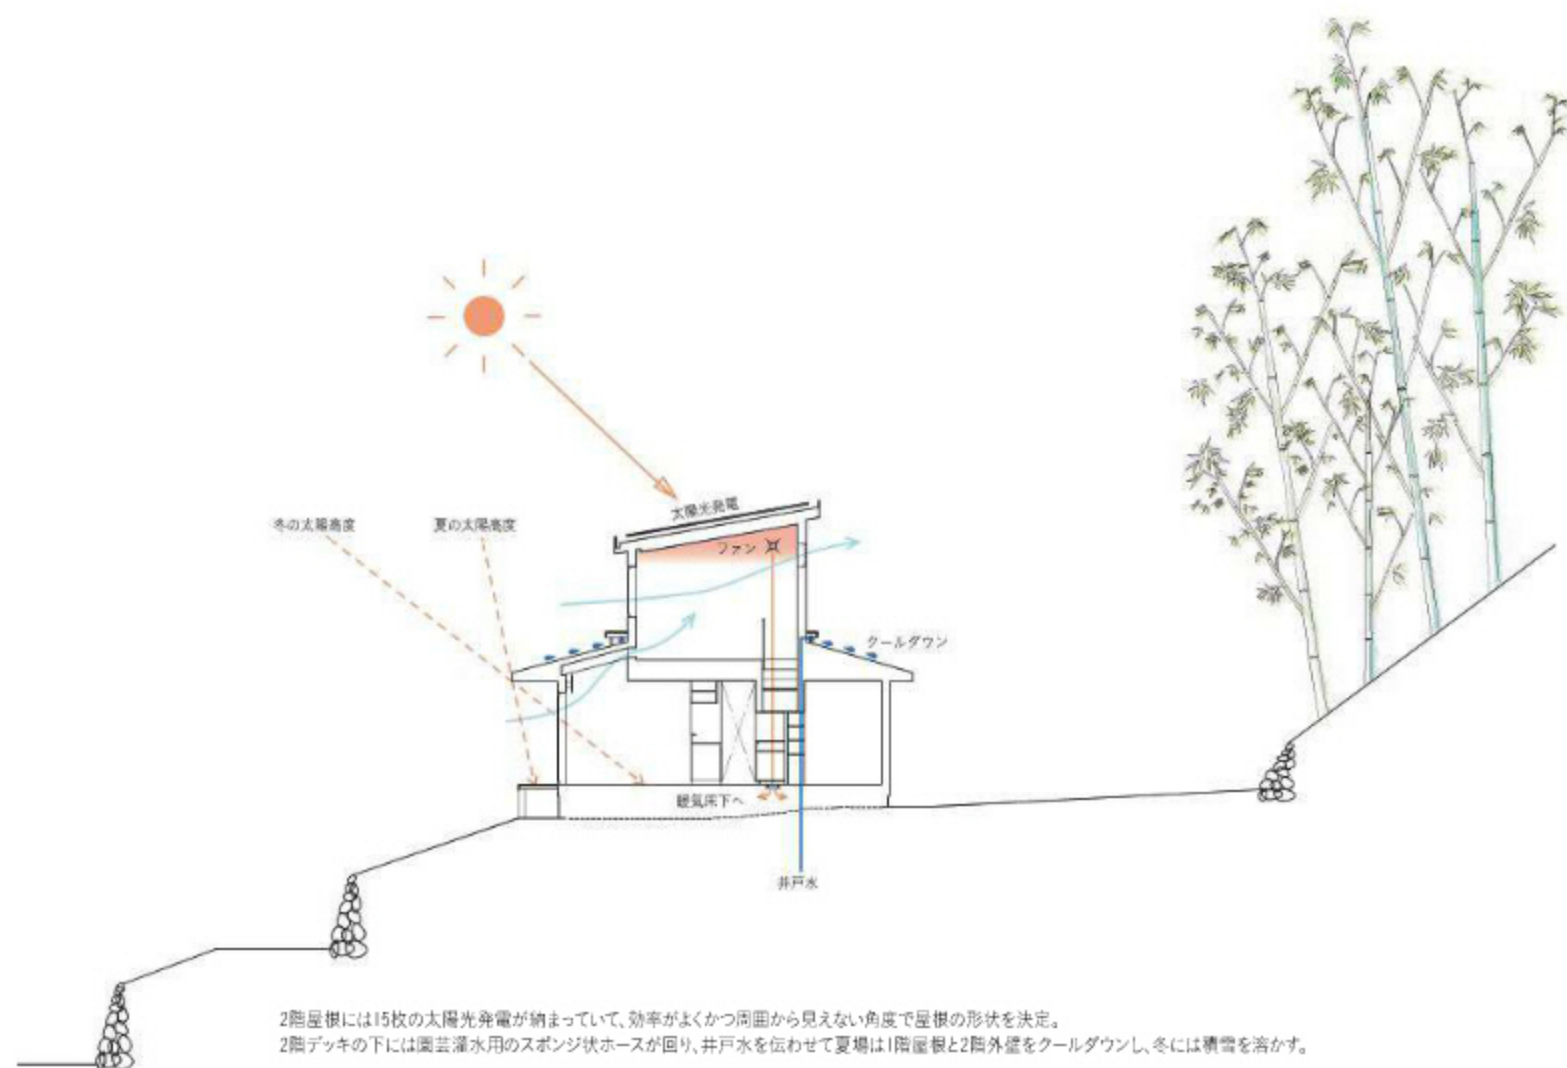 太陽光発電
冬の太陽高度
夏の太陽高度
ファン
クールダウン
暖気床下へ
井戸水
2階屋根には15枚の太陽光発電が納まっていて、効率がよくかつ周囲から見えない角度で屋根の形状を決定。
2階デッキの下には園芸灌水用のスポンジ状ホースが回り、井戸水を伝わせて夏場は1階屋根と2階外壁をクールダウンし、冬には積雪を溶かす。